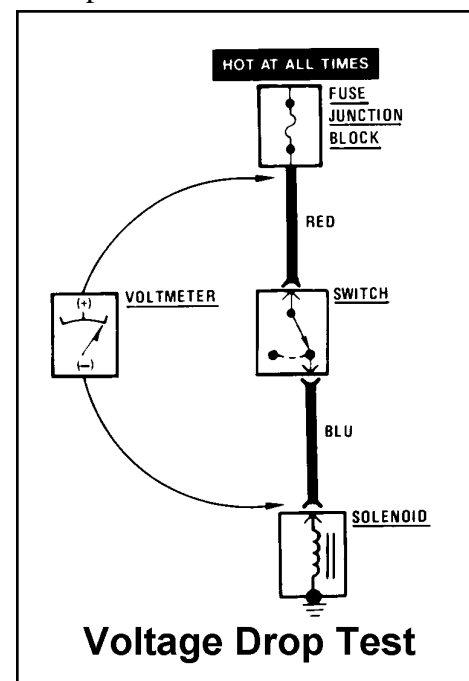 HOT AT ALL TIMES
FUSE
JUNCTION
BLOCK
RED
VOLTMETER
(+)
(—)
SWITCH
BLU
SOLENOID
Voltage Drop Test